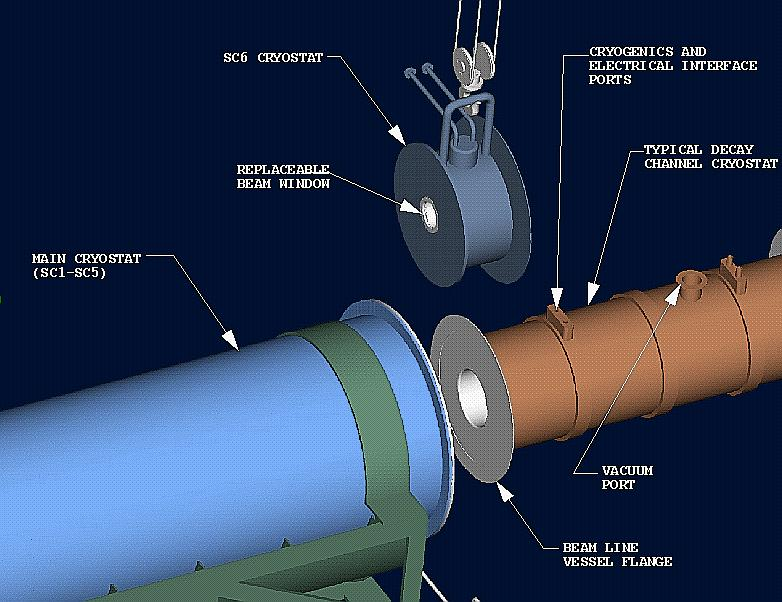 SC6 CRYOSTAT
CRYOGENICS AND
ELECTRICAL INTERFACE
PORTS
TYPICAL DECAY
CHANNEL CRYOSTAT
REPLACEABLE
BEAM WINDOW
MAIN CRYOSTAT
(SC1-SC5)
VACUUM
PORT
BEAM LINE
VESSEL FLANGE